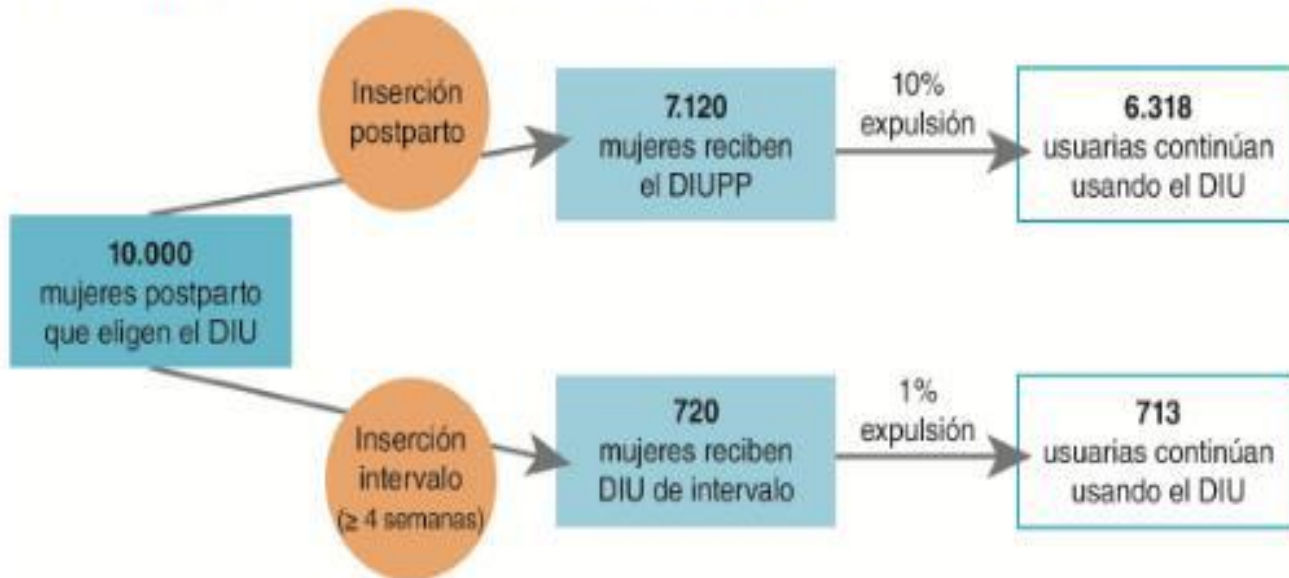 Inserción
postparto
7.120
mujeres reciben
el DIUPP
10%
expulsión
6.318
usuarias continúan
usando el DIU
10.000
mujeres postparto
que eligen el DIU
Inserción
intervalo
(≥ 4 semanas)
720
mujeres reciben
DIU de intervalo
1%
expulsión
713
usuarias continúan
usando el DIU